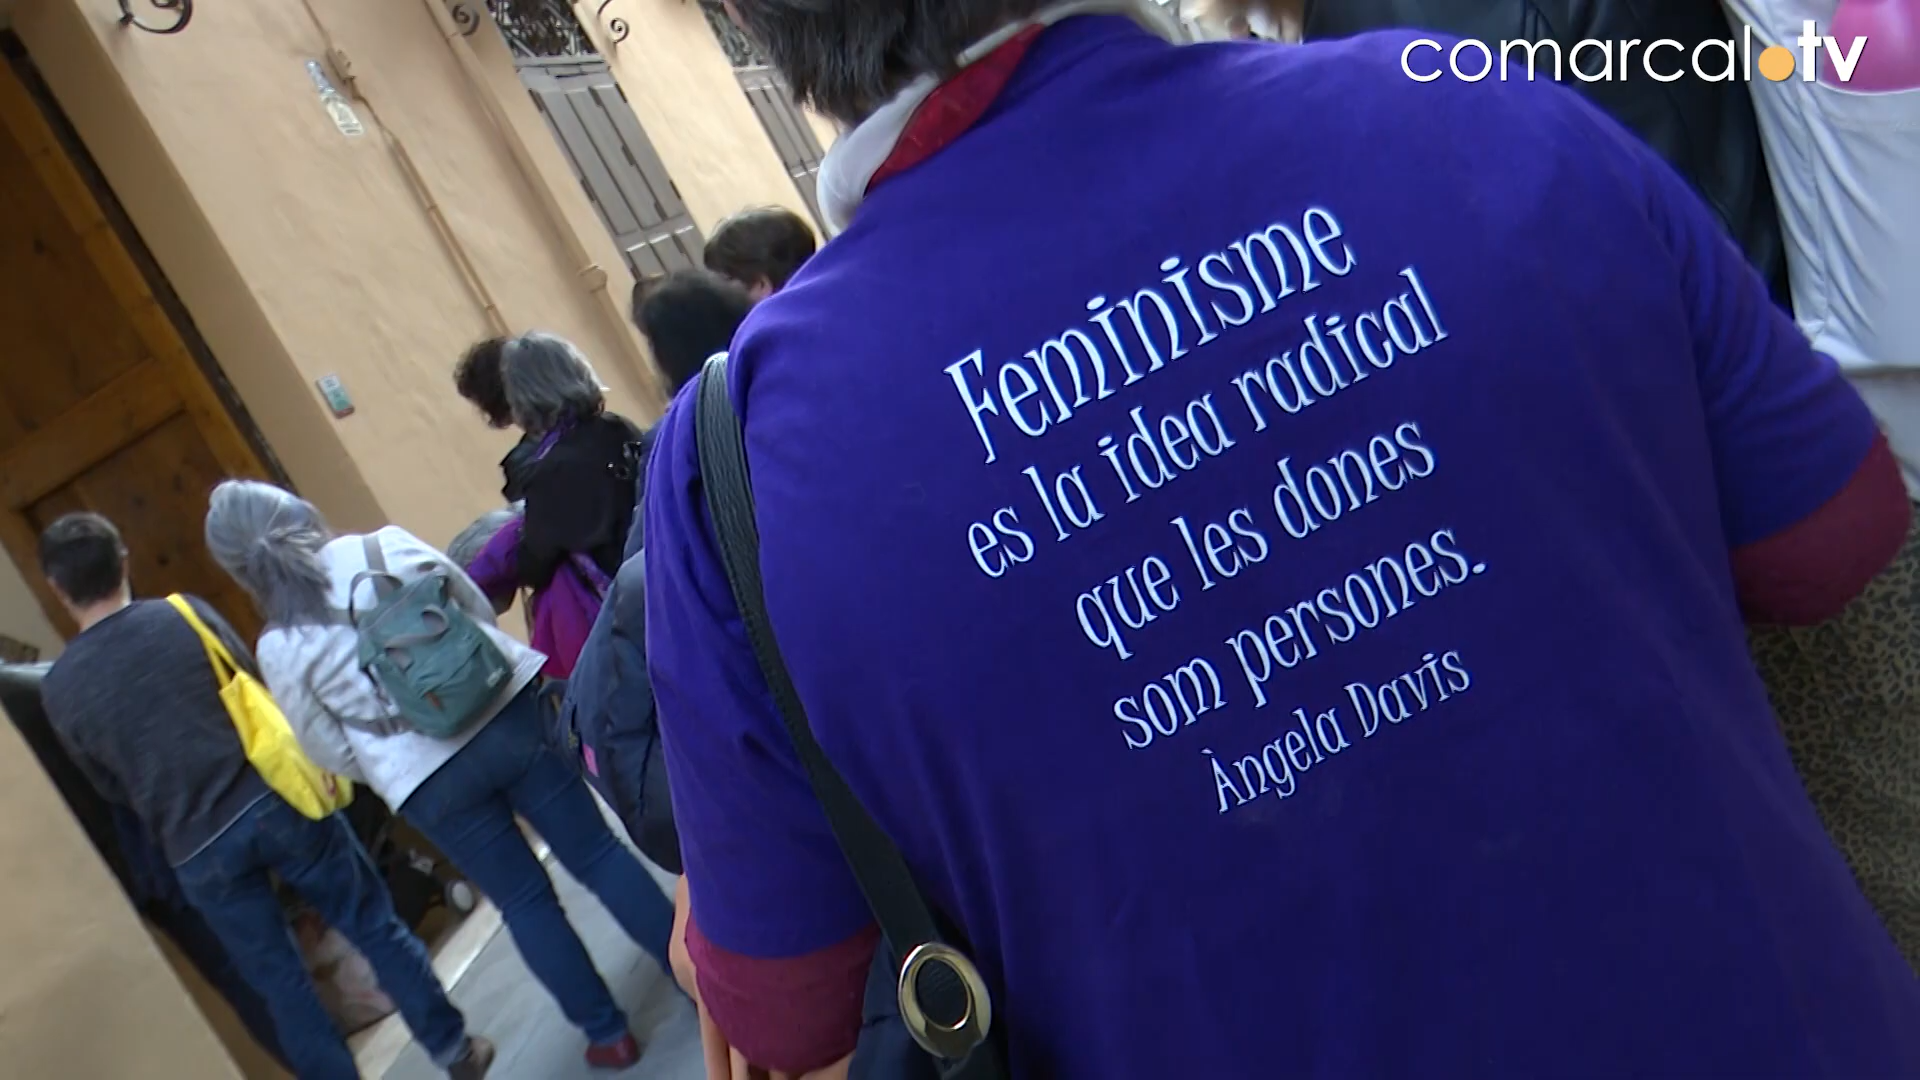 comarcal.tv
Feminisme
es la idea radical
que les dones
som persones.
Àngela Davis